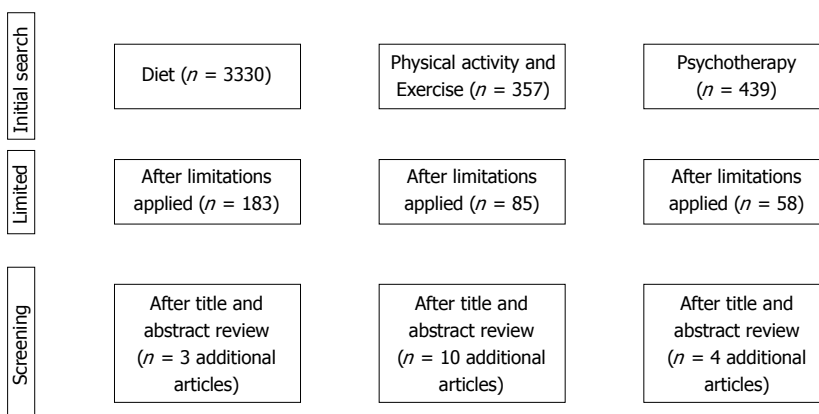 Initial search
Diet (n = 3330)
Physical activity and
Exercise (n = 357)
Psychotherapy
(n = 439)
Limited
After limitations
applied (n = 183)
After limitations
applied (n = 85)
After limitations
applied (n = 58)
Screening
After title and
abstract review
(n = 3 additional
articles)
After title and
abstract review
(n = 10 additional
articles)
After title and
abstract review
(n = 4 additional
articles)